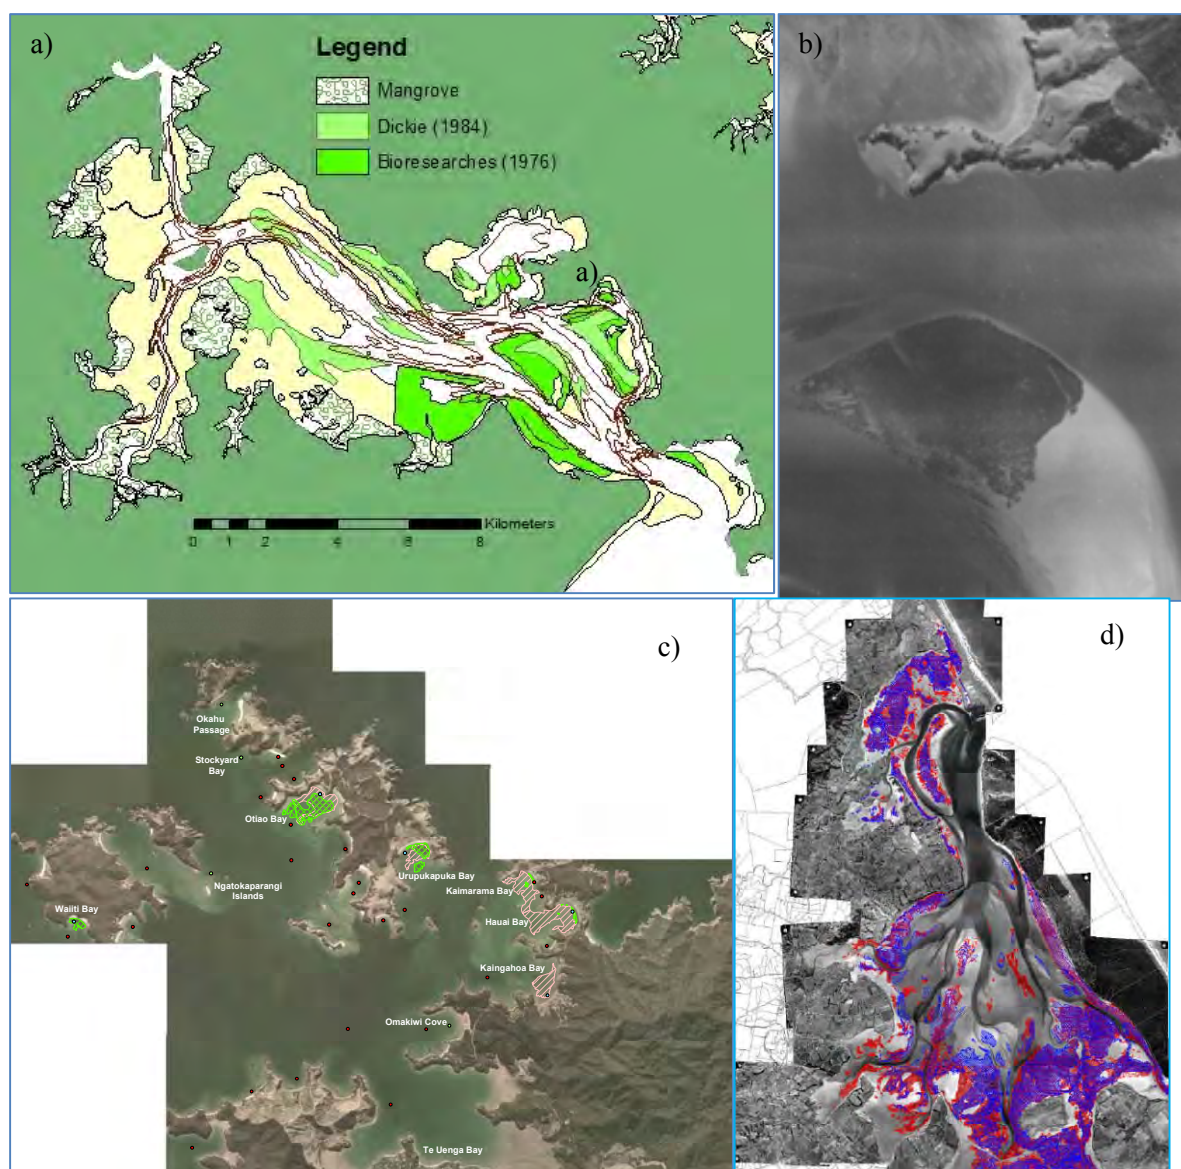 a)
Legend
Mangrove
Dickie (1984)
Bioresearches (1976)
a)
Kilometers
0 1 2 4 6 8
b)
c)
Okahu
Passage
Stockyard
Bay
Otiao Bay
Urupukapuka Bay
Kaimarama Bay
Ngatokaparangi
Islands
Waiiti Bay
Hauai Bay
Kaingahoa Bay
Omakiwi Cove
Te Uenga Bay
d)